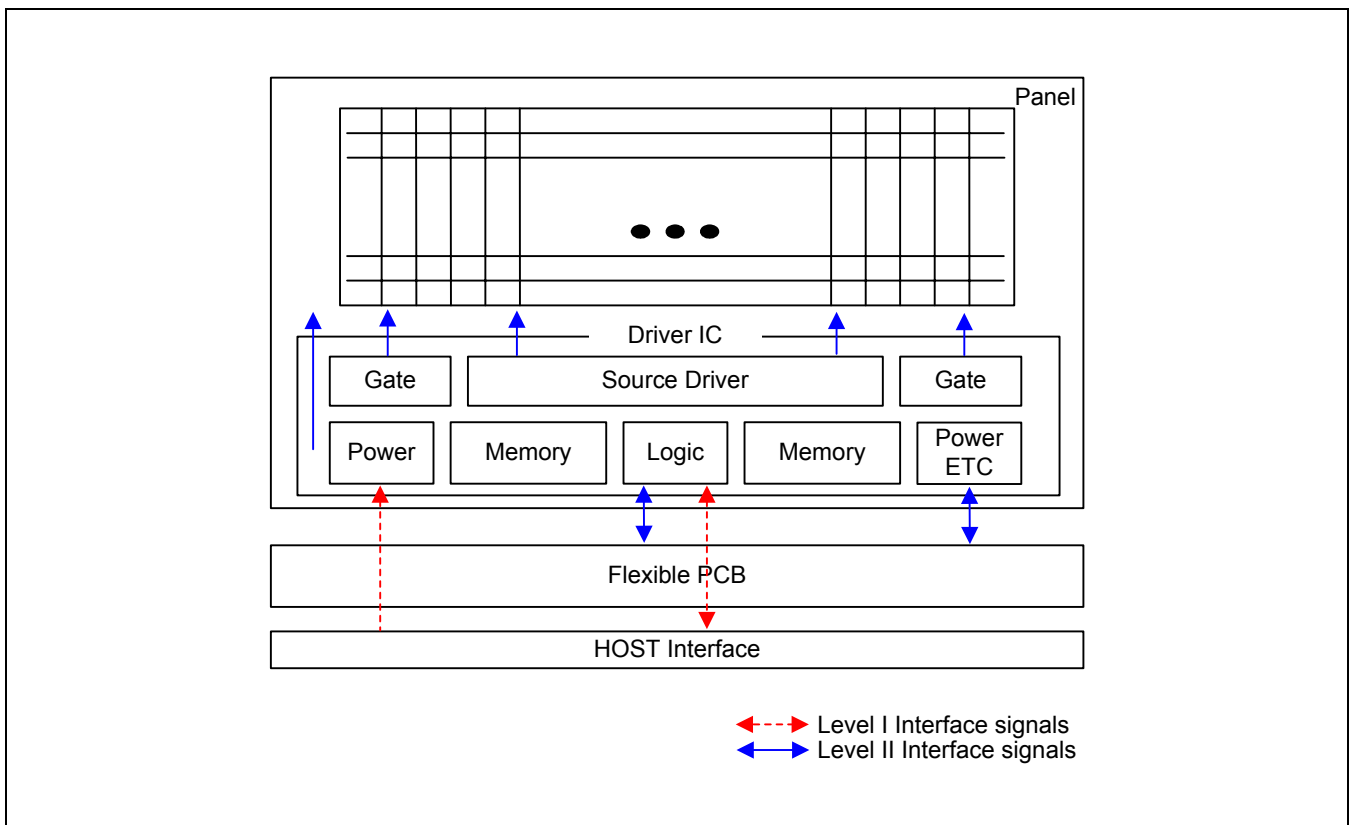 Panel
Driver IC
Gate
Source Driver
Gate
Power
Memory
Logic
Memory
Power
ETC
Flexible PCB
HOST Interface
Level I Interface signals
Level II Interface signals